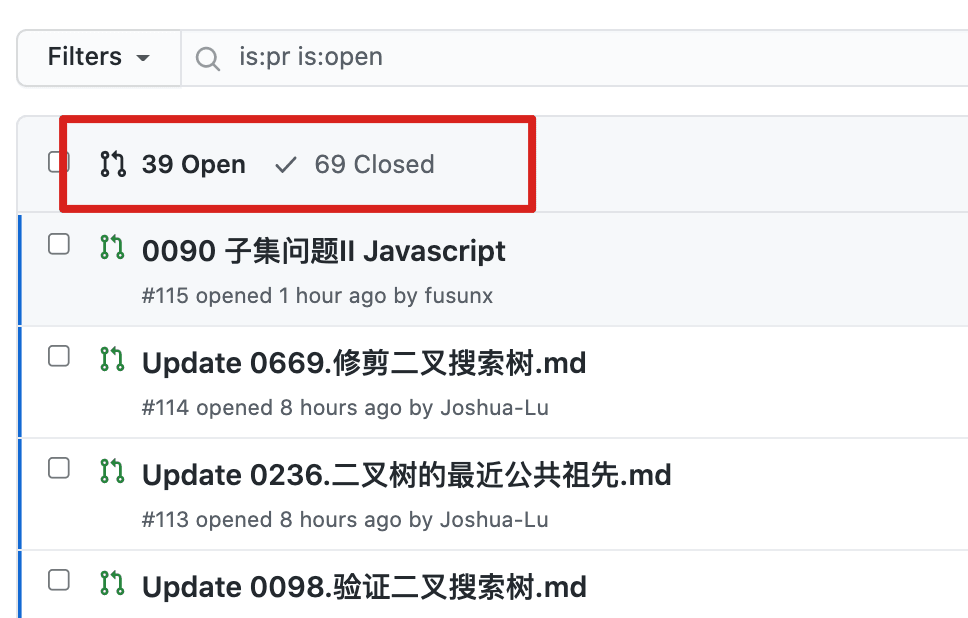 Filters is:pr is:open
39 Open 69 Closed
0090 子集问题II Javascript
#115 opened 1 hour ago by fusunx
Update 0669.修剪二叉搜索树.md
#114 opened 8 hours ago by Joshua-Lu
Update 0236.二叉树的最近公共祖先.md
#113 opened 8 hours ago by Joshua-Lu
Update 0098.验证二叉搜索树.md